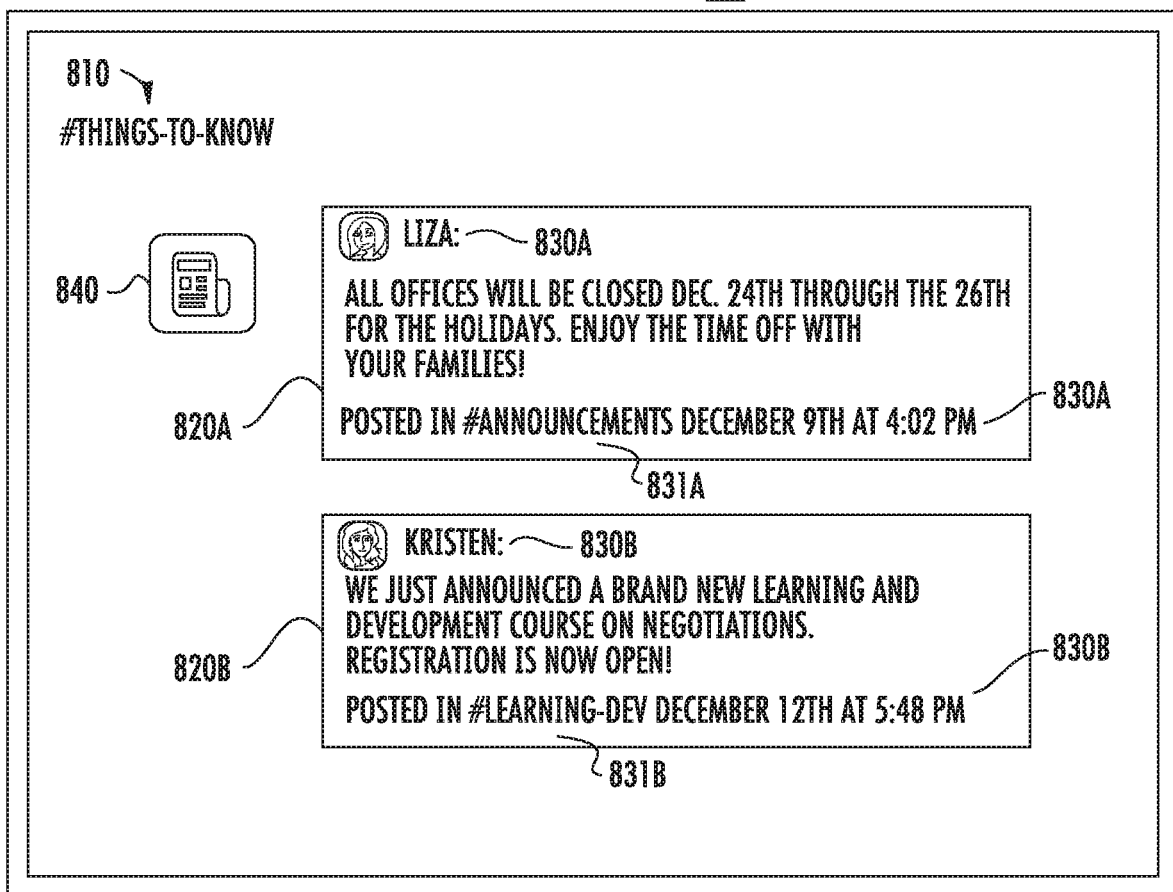 810
#THINGS-TO-KNOW
840
LIZA: 830A
ALL OFFICES WILL BE CLOSED DEC. 24TH THROUGH THE 26TH
FOR THE HOLIDAYS. ENJOY THE TIME OFF WITH
YOUR FAMILIES!
820A
POSTED IN #ANNOUNCEMENTS DECEMBER 9TH AT 4:02 PM
830A
831A
KRISTEN: 830B
WE JUST ANNOUNCED A BRAND NEW LEARNING AND
DEVELOPMENT COURSE ON NEGOTIATIONS.
REGISTRATION IS NOW OPEN!
820B
830B
POSTED IN #LEARNING-DEV DECEMBER 12TH AT 5:48 PM
831B